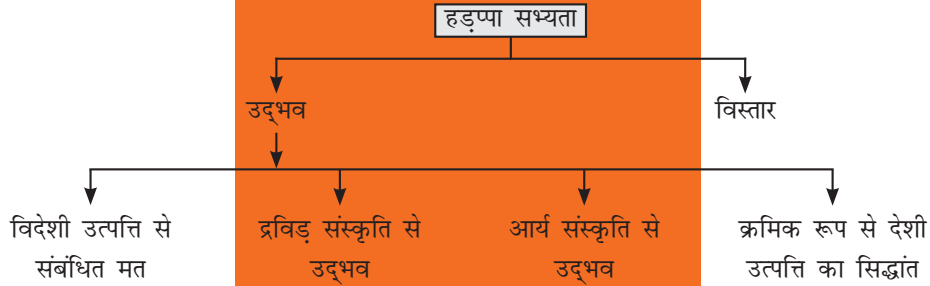 हड़प्पा सभ्यता
उद्भव
विस्तार
विदेशी उत्पत्ति से
संबंधित मत
द्रविड़ संस्कृति से
उद्भव
आर्य संस्कृति से
उद्भव
क्रमिक रूप से देशी
उत्पत्ति का सिद्धांत